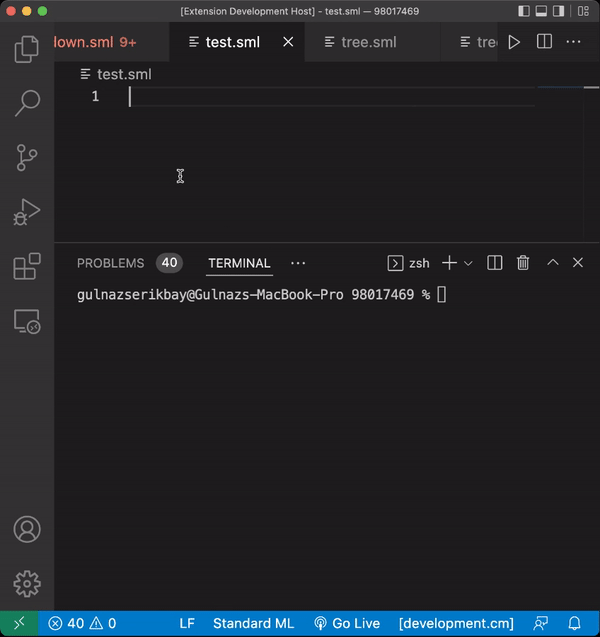 [Extension Development Host] - test.sml — 98017469
lown.sml 9+ test.sml tree.sml tre
test.sml
1
PROBLEMS 40 TERMINAL zsh
gulnazserikbay@Gulnazs-MacBook-Pro 98017469 %
40 0 LF Standard ML Go Live [development.cm]